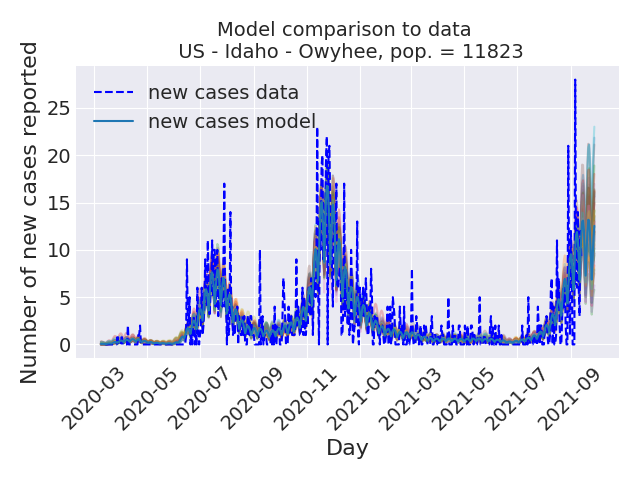 Model comparison to data
US - Idaho - Owyhee, pop. = 11823
Number of new cases reported
new cases data
new cases model
25
20
15
10
5
0
2020-03
2020-05
2020-07
2020-09
2020-11
2021-01
2021-03
2021-05
2021-07
2021-09
Day